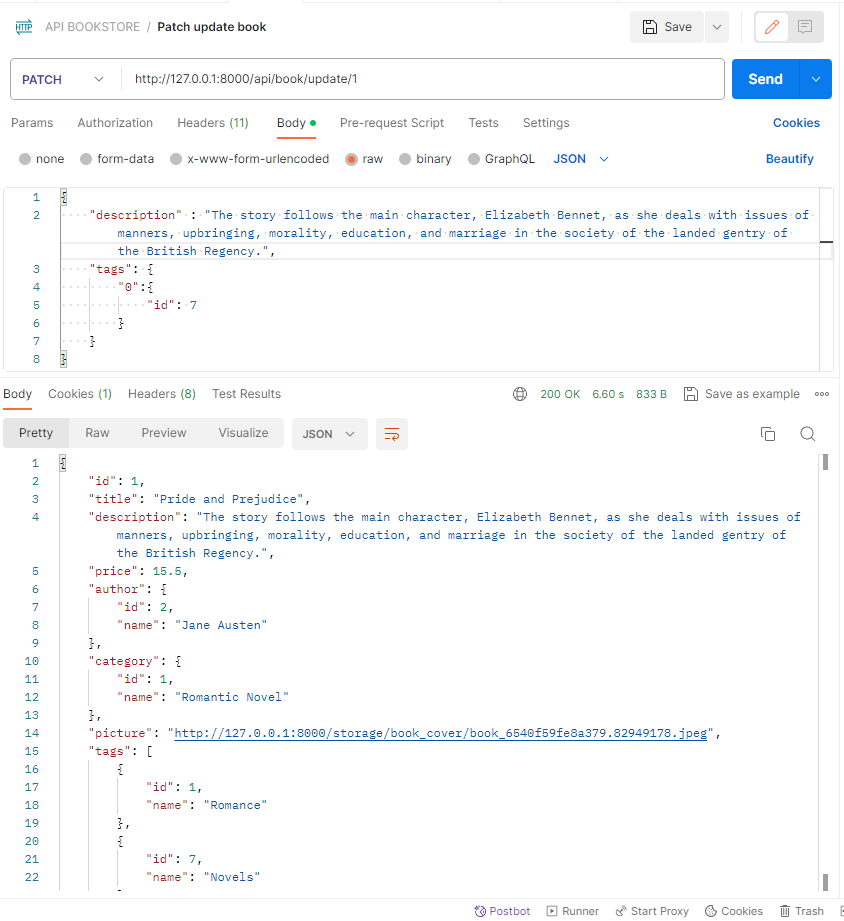 HTTP API BOOKSTORE / Patch update book Save
PATCH http://127.0.0.1:8000/api/book/update/1 Send
Params Authorization Headers (11) Body Pre-request Script Tests Settings Cookies
none form-data x-www-form-urlencoded raw binary GraphQL JSON Beautify
1 {
2 "description" : "The story follows the main character, Elizabeth Bennet, as she deals with issues of
manners, upbringing, morality, education, and marriage in the society of the landed gentry of
the British Regency.",
3 "tags": {
4 "0":{
5 "id": 7
6 }
7 }
8 }
Body Cookies (1) Headers (8) Test Results 200 OK 6.60 s 833 B Save as example
Pretty Raw Preview Visualize JSON
1 {
2 "id": 1,
3 "title": "Pride and Prejudice",
4 "description": "The story follows the main character, Elizabeth Bennet, as she deals with issues of
manners, upbringing, morality, education, and marriage in the society of the landed gentry of
the British Regency.",
5 "price": 15.5,
6 "author": {
7 "id": 2,
8 "name": "Jane Austen"
9 },
10 "category": {
11 "id": 1,
12 "name": "Romantic Novel"
13 },
14 "picture": "http://127.0.0.1:8000/storage/book_cover/book_6540f59fe8a379.82949178.jpeg",
15 "tags": [
16 {
17 "id": 1,
18 "name": "Romance"
19 },
20 {
21 "id": 7,
22 "name": "Novels"
Postbot Runner Start Proxy Cookies Trash